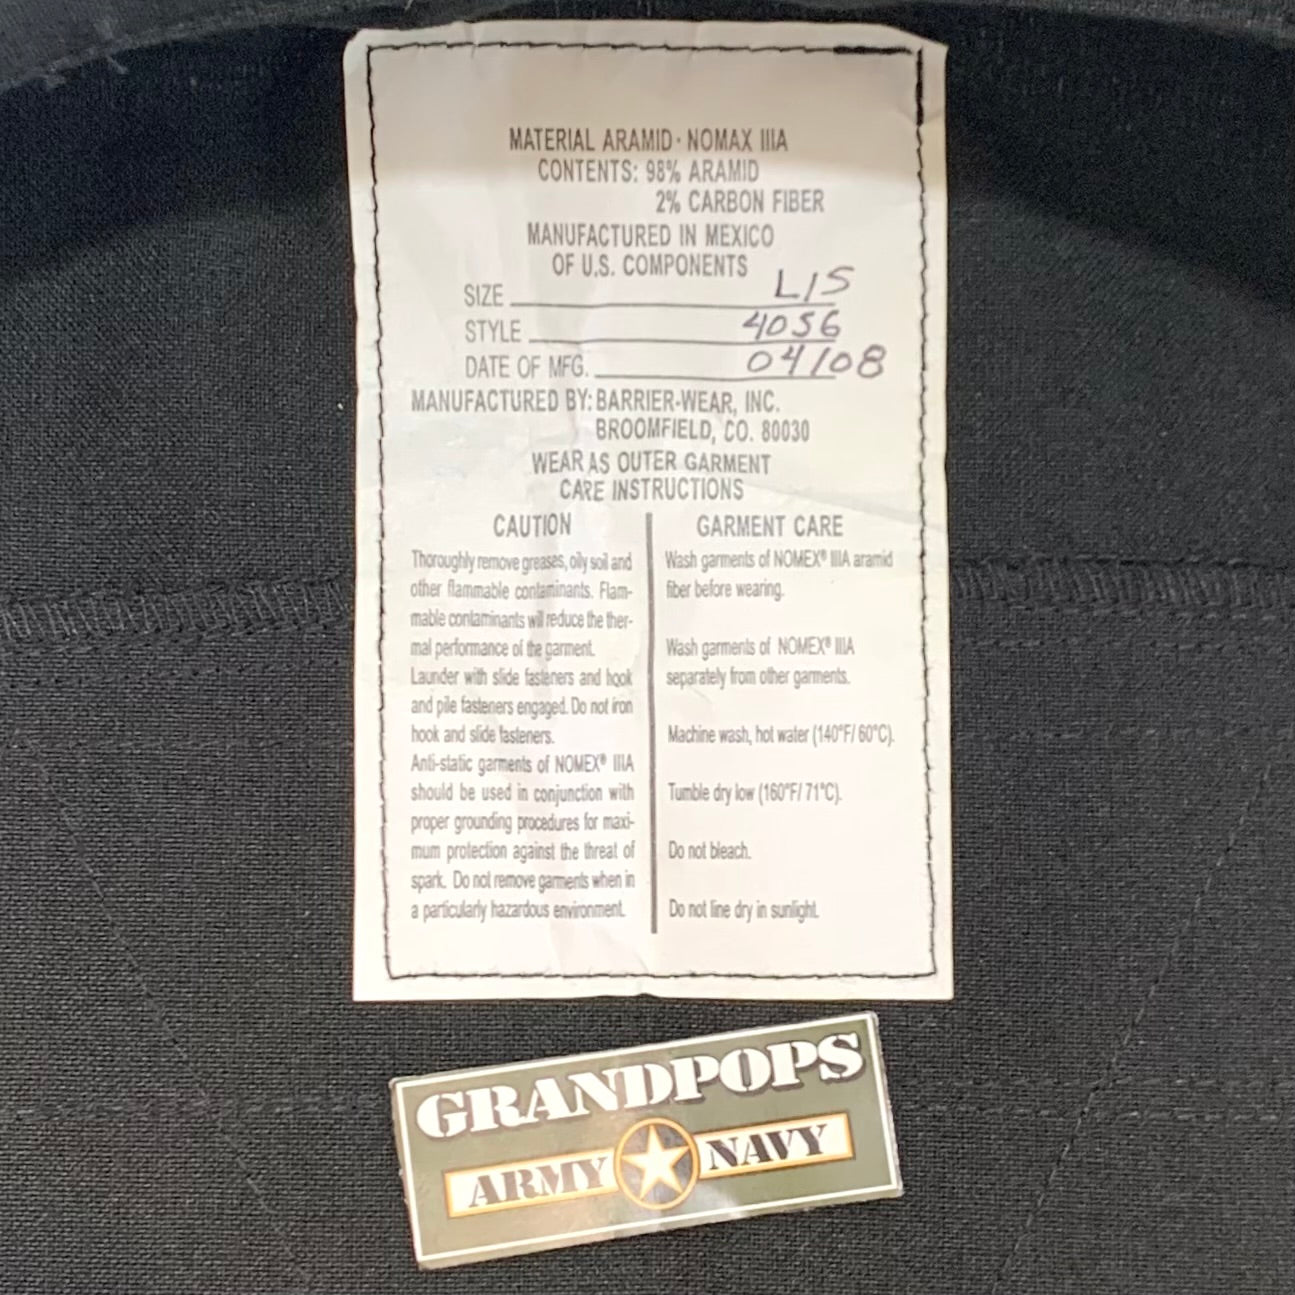 MATERIAL ARAMID · NOMAX IIIA
CONTENTS: 98% ARAMID
2% CARBON FIBER
MANUFACTURED IN MEXICO
OF U.S. COMPONENTS
SIZE L/S
STYLE 4056
DATE OF MFG. 04/08
MANUFACTURED BY: BARRIER-WEAR, INC.
BROOMFIELD, CO. 80030
WEAR AS OUTER GARMENT
CARE INSTRUCTIONS
CAUTION
Thoroughly remove greases, oily soil and
other flammable contaminants. Flam-
mable contaminants will reduce the ther-
mal performance of the garment.
Launder with slide fasteners and hook
and pile fasteners engaged. Do not iron
hook and slide fasteners.
Anti-static garments of NOMEX® IIIA
should be used in conjunction with
proper grounding procedures for maxi-
mum protection against the threat of
spark. Do not remove garments when in
a particularly hazardous environment.
GARMENT CARE
Wash garments of NOMEX® IIIA aramid
fiber before wearing.
Wash garments of NOMEX® IIIA
separately from other garments.
Machine wash, hot water (140°F/ 60°C).
Tumble dry low (160°F/ 71°C).
Do not bleach.
Do not line dry in sunlight.
GRANDPOPS
ARMY NAVY